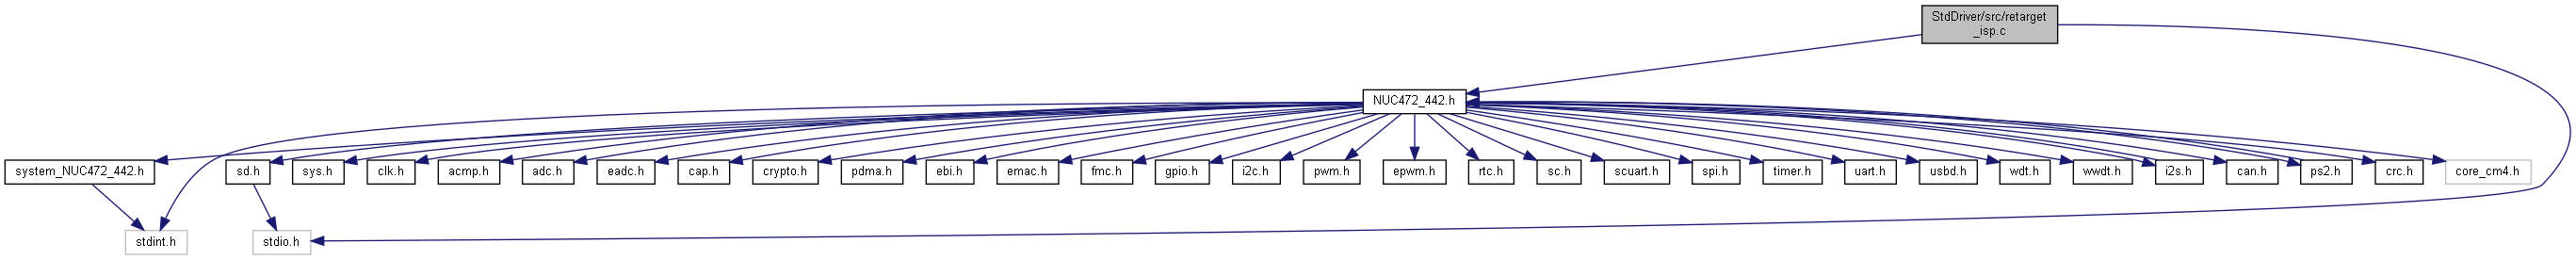 StdDriver/src/retarget
_isp.c
NUC472_442.h
system_NUC472_442.h
sd.h
sys.h
clk.h
acmp.h
adc.h
eadc.h
cap.h
crypto.h
pdma.h
ebi.h
emac.h
fmc.h
gpio.h
i2c.h
pwm.h
epwm.h
rtc.h
sc.h
scuart.h
spi.h
timer.h
uart.h
usbd.h
wdt.h
wwdt.h
i2s.h
can.h
ps2.h
crc.h
core_cm4.h
stdint.h
stdio.h